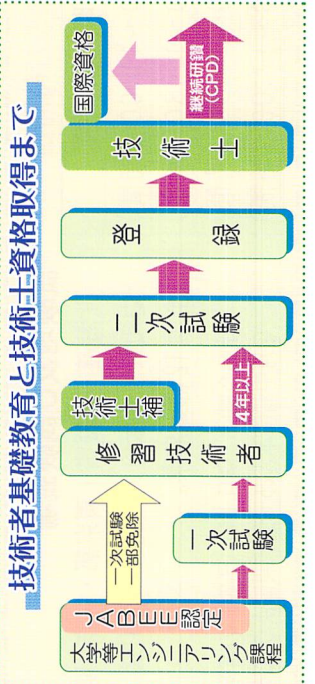 技術者基礎教育と技術士資格取得まで
大学等エンジニアリング課程
JABEE認定
一次試験
一部免除
一次試験
修習技術者
技術士補
4年以上
二次試験
登録
技術士
国際資格
継続研鑽
(CPD)